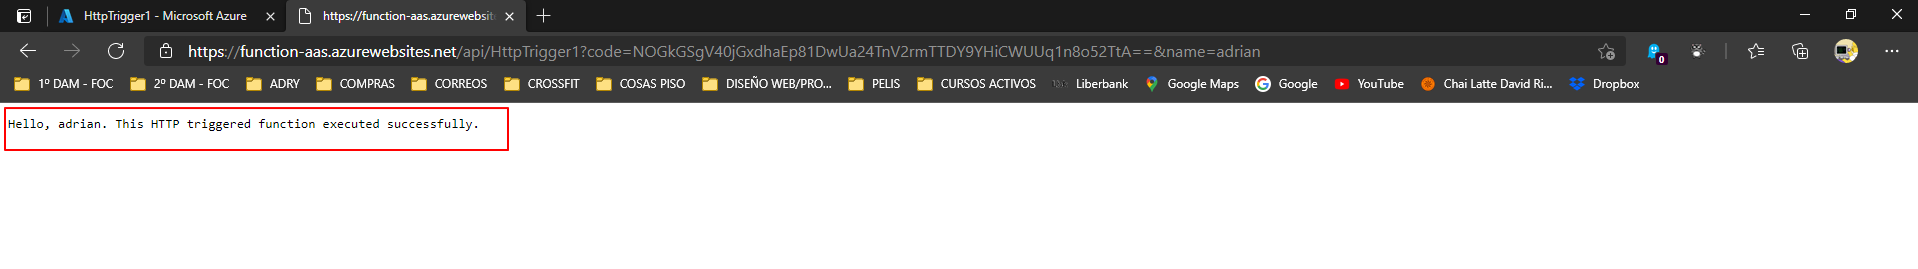 HttpTrigger1 - Microsoft Azure
https://function-aas.azurewebsit
https://function-aas.azurewebsites.net/api/HttpTrigger1?code=NOGkGSgV40jGxdhaEp81DwUa24TnV2rmTTDY9YHiCWUUq1n8o52TtA==&name=adrian
0
1º DAM - FOC
2º DAM - FOC
ADRY
COMPRAS
CORREOS
CROSSFIT
COSAS PISO
DISEÑO WEB/PRO...
PELIS
CURSOS ACTIVOS
Liberbank
Google Maps
Google
YouTube
Chai Latte David Ri...
Dropbox
Hello, adrian. This HTTP triggered function executed successfully.